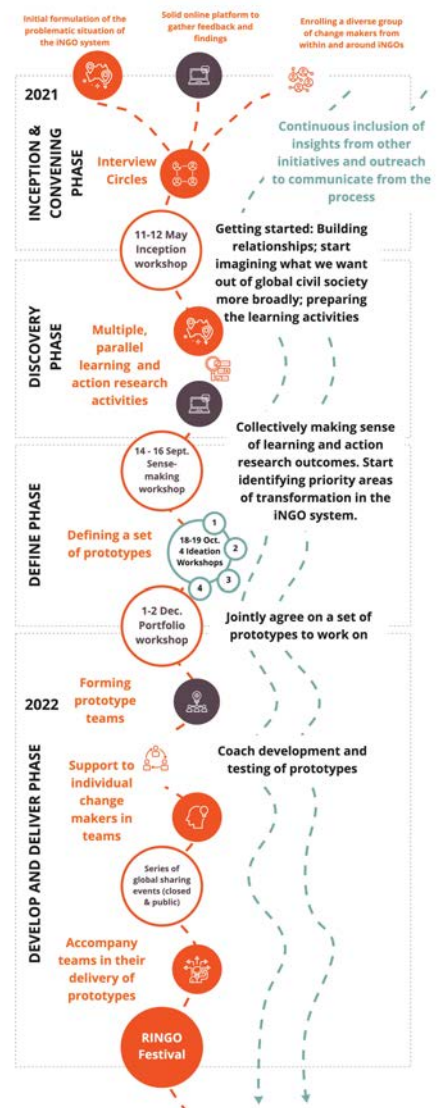 Initial formulation of the
problematic situation of
the iNGO system
Solid online platform to
gather feedback and
findings
Enrolling a diverse group
of change makers from
within and around iNGOs
2021
INCEPTION &
CONVENING
PHASE
Continuous inclusion of
insights from other
initiatives and outreach
to communicate from the
process
Interview
Circles
11-12 May
Inception
workshop
Getting started: Building
relationships; start
imagining what we want
out of global civil society
more broadly; preparing
the learning activities
DISCOVERY
PHASE
Multiple,
parallel
learning and
action research
activities
14 - 16 Sept.
Sense-
making
workshop
Collectively making sense
of learning and action
research outcomes. Start
identifying priority areas
of transformation in the
iNGO system.
DEFINE PHASE
Defining a set
of prototypes
18-19 Oct.
4 Ideation
Workshops
1
2
3
4
1-2 Dec.
Portfolio
workshop
Jointly agree on a set of
prototypes to work on
2022
DEVELOP AND DELIVER PHASE
Forming
prototype
teams
Coach development and
testing of prototypes
Support to
individual
change
makers in
teams
Series of
global sharing
events (closed
& public)
Accompany
teams in their
delivery of
prototypes
RINGO
Festival